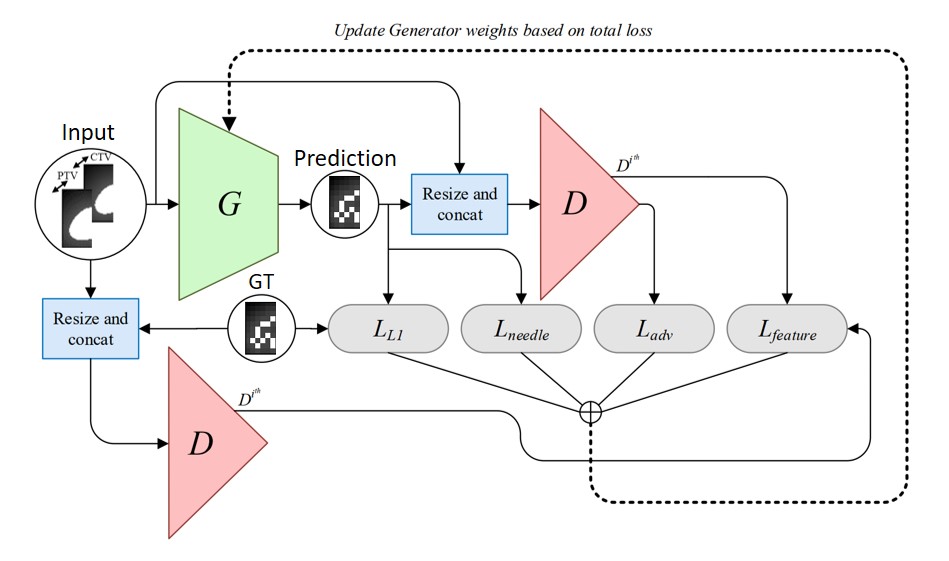 Update Generator weights based on total loss
Input
CTV
PTV
G
Prediction
Resize and
concat
D
D^{i^{th}}
GT
Resize and
concat
L_{L1}
L_{needle}
L_{adv}
L_{feature}
D^{i^{th}}
D